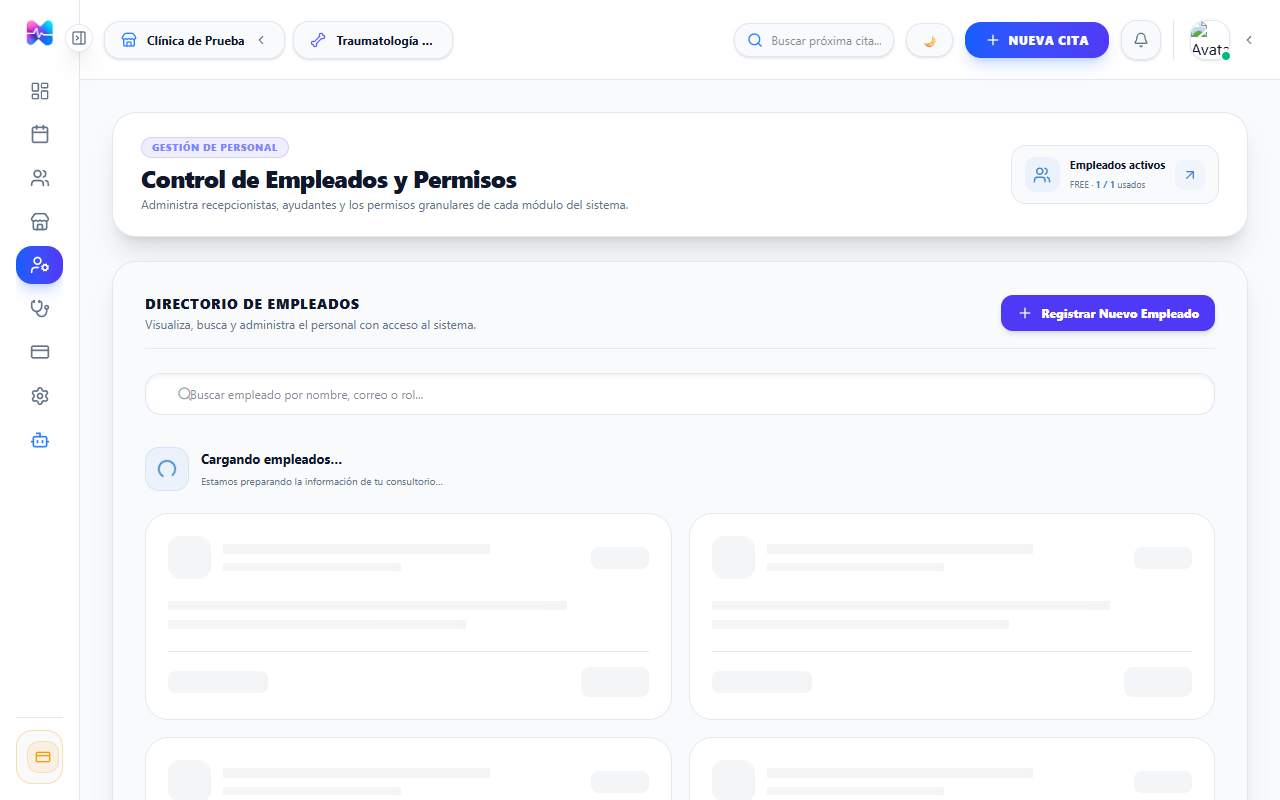 Clínica de Prueba
Traumatología ...
Buscar próxima cita...
NUEVA CITA
Avata
GESTIÓN DE PERSONAL
Control de Empleados y Permisos
Administra recepcionistas, ayudantes y los permisos granulares de cada módulo del sistema.
Empleados activos
FREE · 1 / 1 usados
DIRECTORIO DE EMPLEADOS
Visualiza, busca y administra el personal con acceso al sistema.
Registrar Nuevo Empleado
Buscar empleado por nombre, correo o rol...
Cargando empleados...
Estamos preparando la información de tu consultorio...